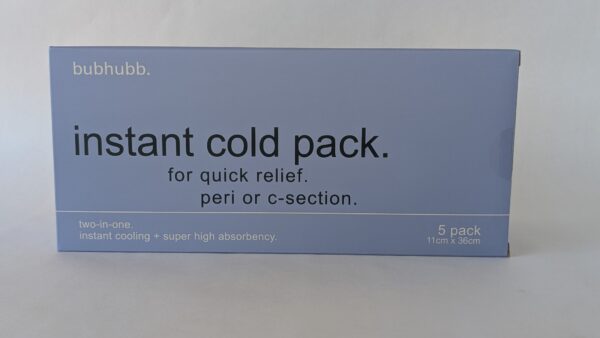 bubhubb.
instant cold pack.
for quick relief.
peri or c-section.
two-in-one.
instant cooling + super high absorbency.
5 pack
11cm x 36cm